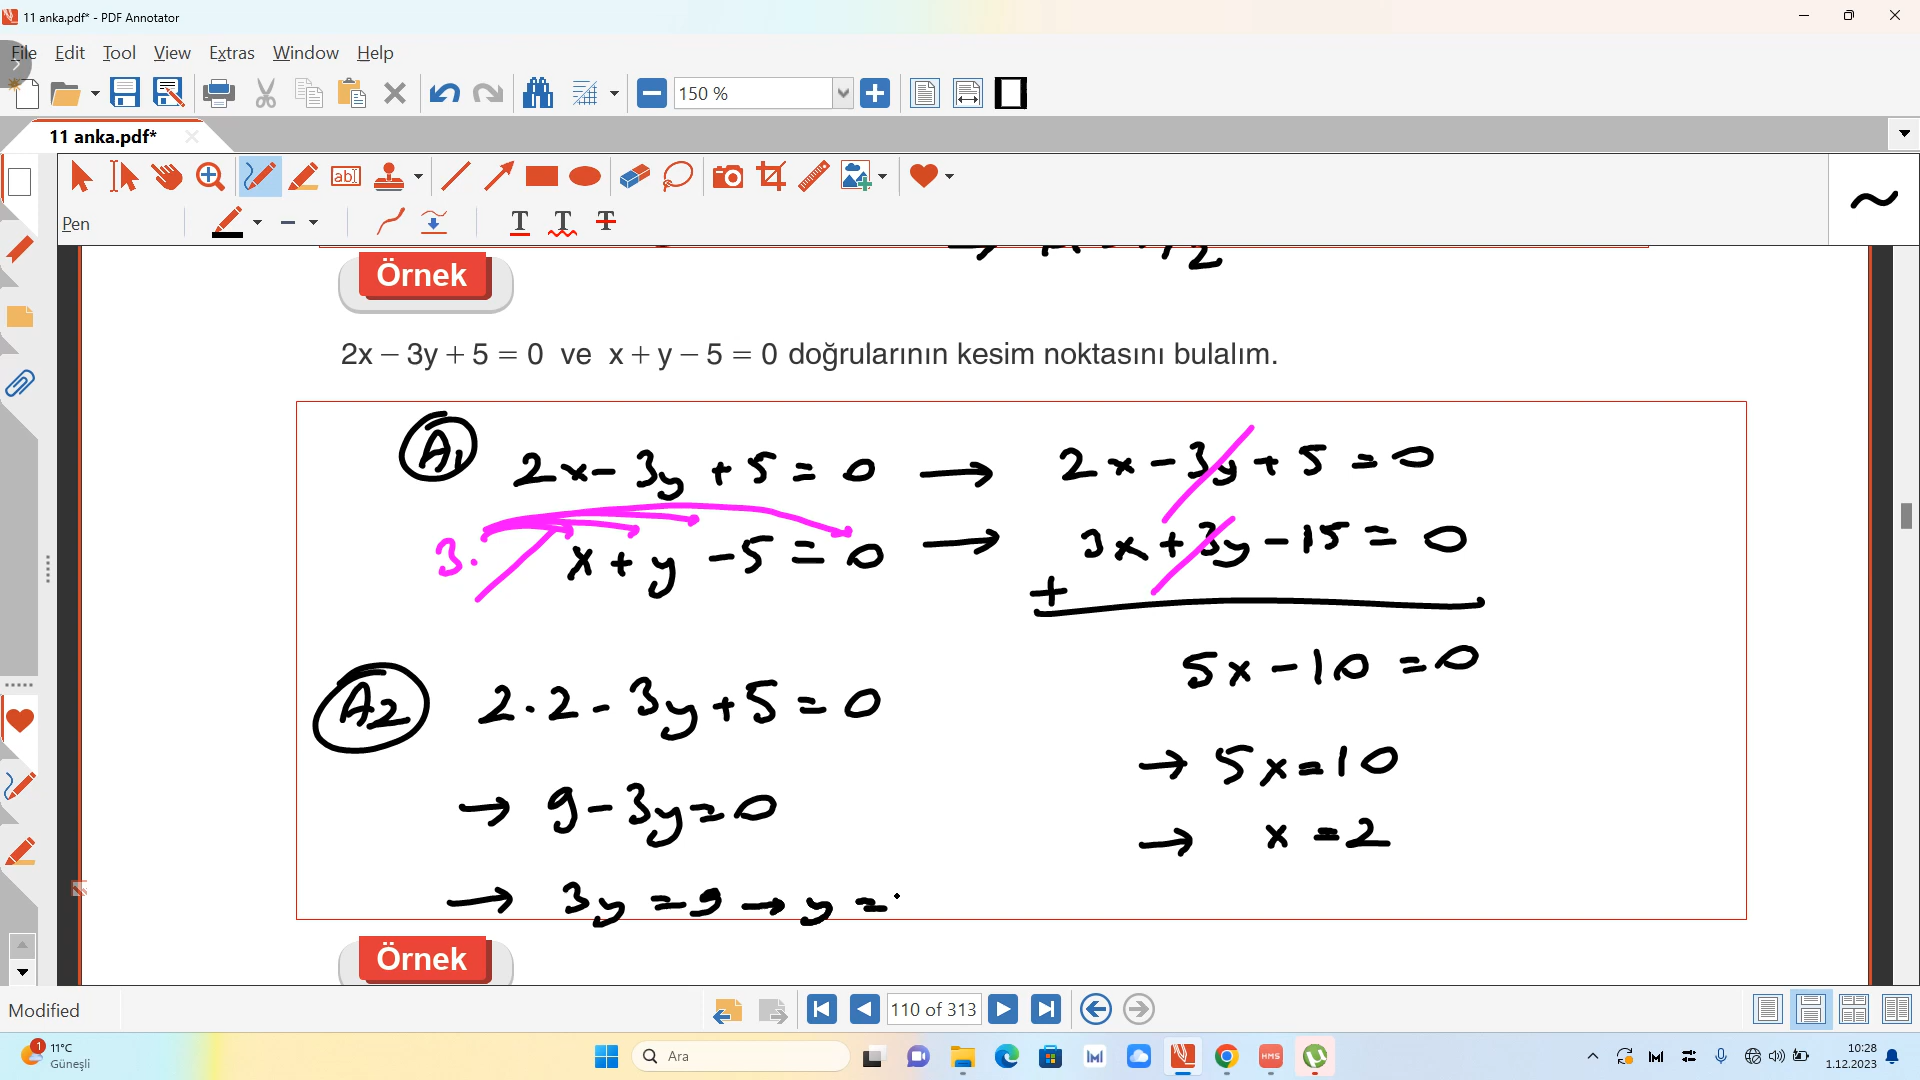 11 anka.pdf* - PDF Annotator
File Edit Tool View Extras Window Help
150 %
11 anka.pdf*
Pen
Örnek
2x − 3y + 5 = 0 ve x + y − 5 = 0 doğrularının kesim noktasını bulalım.
A1
2x − 3y + 5 = 0 → 2x − 3y + 5 = 0
3. x + y − 5 = 0 → 3x + 3y − 15 = 0
+
5x − 10 = 0
A2 2 · 2 − 3y + 5 = 0
→ 5x = 10
→ 9 − 3y = 0
→ x = 2
→ 3y = 9 → y =
Örnek
Modified
110 of 313
1
11°C
Güneşli
Ara
HMS
10:28
1.12.2023